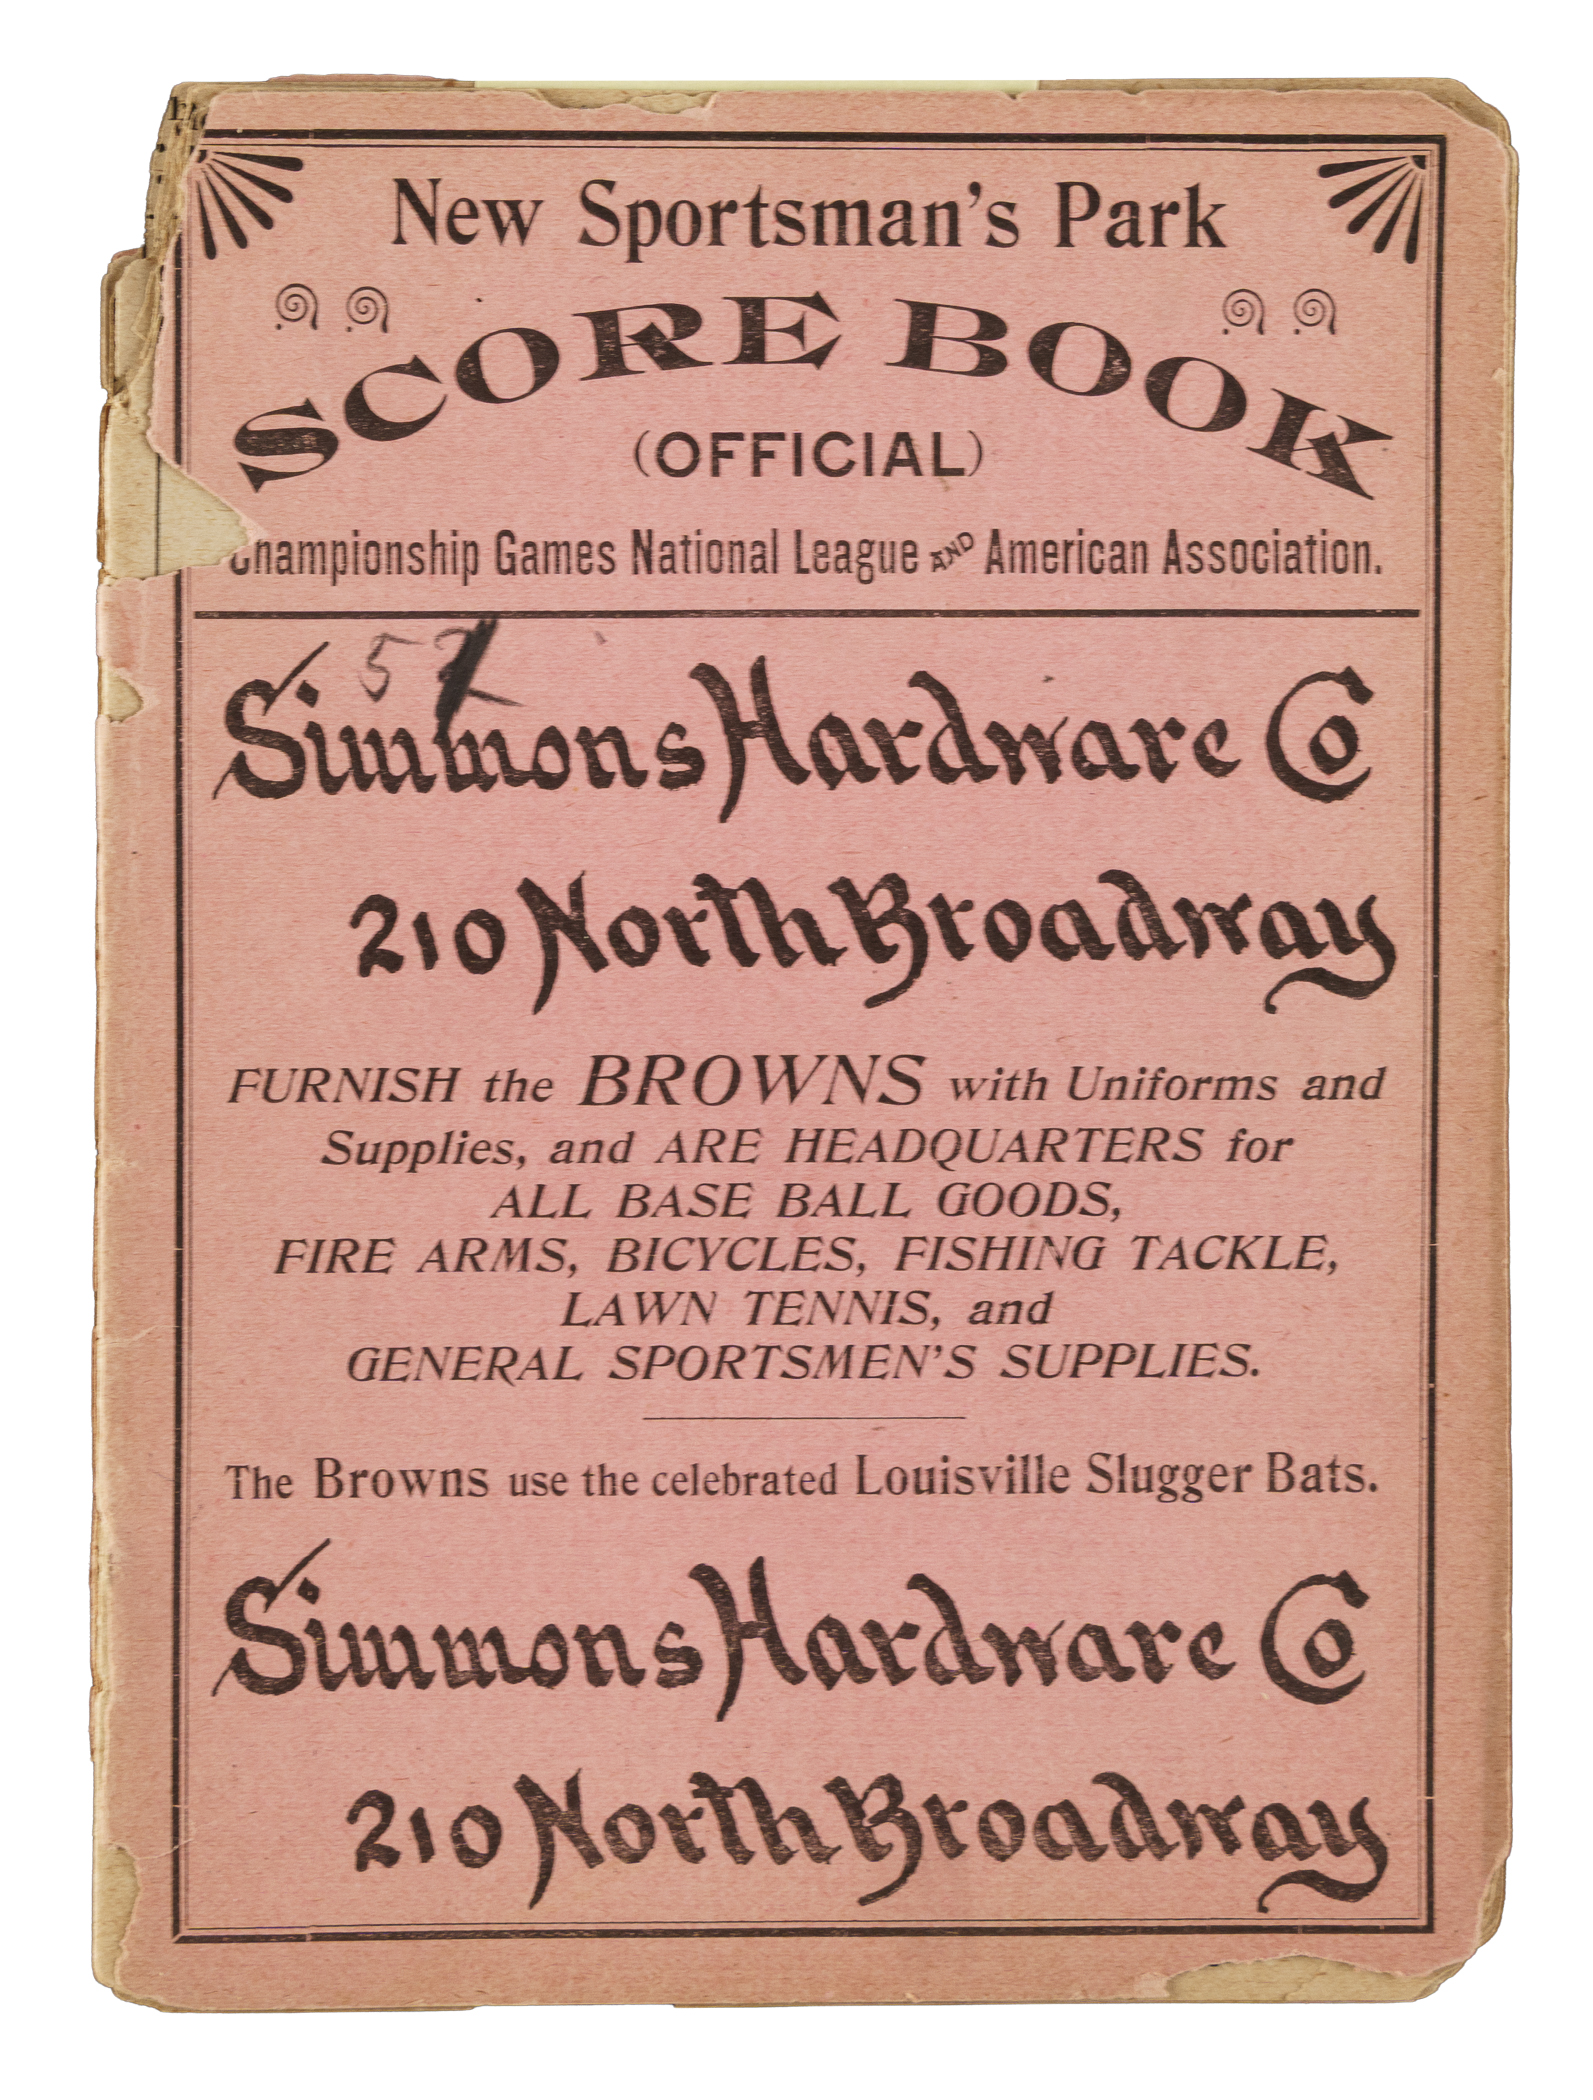 New Sportsman's Park
SCORE BOOK
(OFFICIAL)
Championship Games National League AND American Association.
Simmons Hardware Co
210 North Broadway
FURNISH the BROWNS with Uniforms and
Supplies, and ARE HEADQUARTERS for
ALL BASE BALL GOODS,
FIRE ARMS, BICYCLES, FISHING TACKLE,
LAWN TENNIS, and
GENERAL SPORTSMEN'S SUPPLIES.
The Browns use the celebrated Louisville Slugger Bats.
Simmons Hardware Co
210 North Broadway